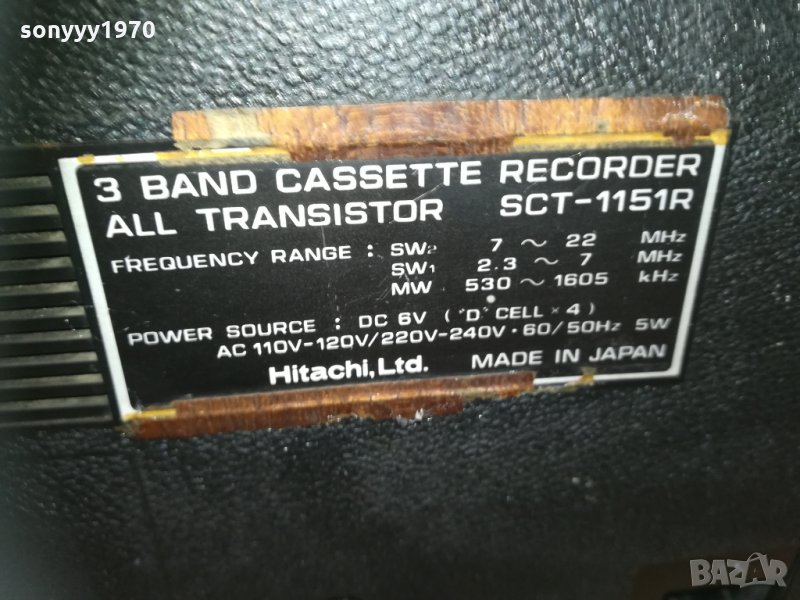 sonyyy1970
3 BAND CASSETTE RECORDER
ALL TRANSISTOR SCT-1151R
FREQUENCY RANGE : SW2 7 ~ 22 MHz
SW1 2.3 ~ 7 MHz
MW 530 ~ 1605 kHz
POWER SOURCE : DC 6V ( "D" CELL × 4 )
AC 110V-120V/220V-240V · 60/50Hz 5W
Hitachi, Ltd. MADE IN JAPAN
BAZAR